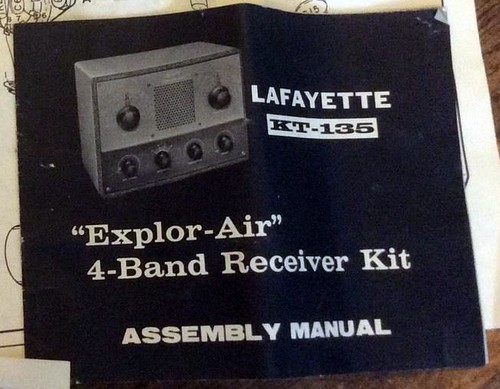 LAFAYETTE
KT-135
"Explor-Air"
4-Band Receiver Kit
ASSEMBLY MANUAL